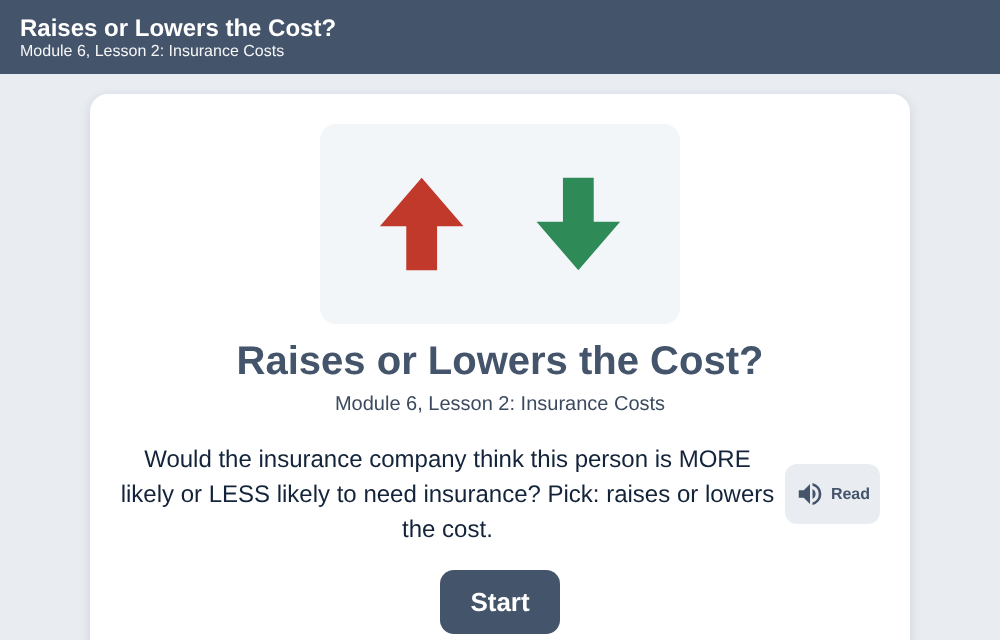 Raises or Lowers the Cost?
Module 6, Lesson 2: Insurance Costs
Raises or Lowers the Cost?
Module 6, Lesson 2: Insurance Costs
Would the insurance company think this person is MORE
likely or LESS likely to need insurance? Pick: raises or lowers
the cost.
Read
Start